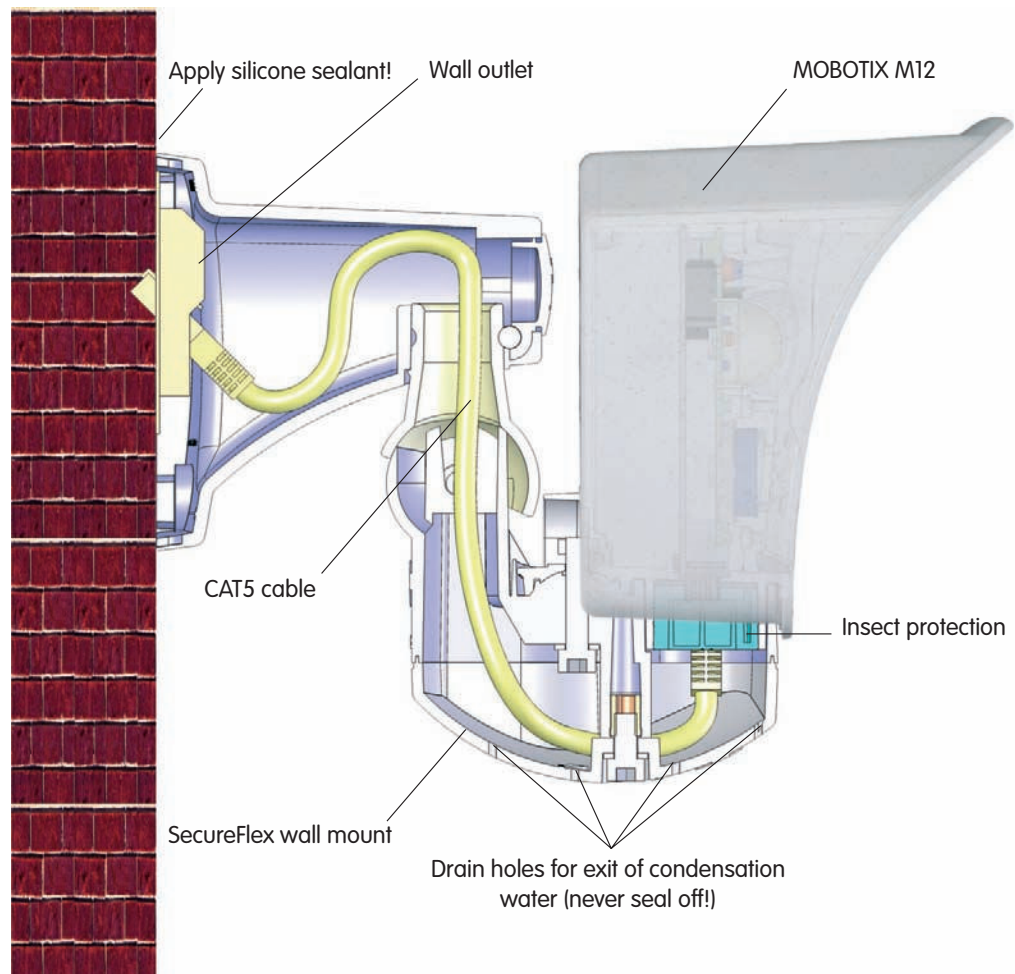 Apply silicone sealant!
Wall outlet
MOBOTIX M12
CAT5 cable
Insect protection
SecureFlex wall mount
Drain holes for exit of condensation
water (never seal off!)